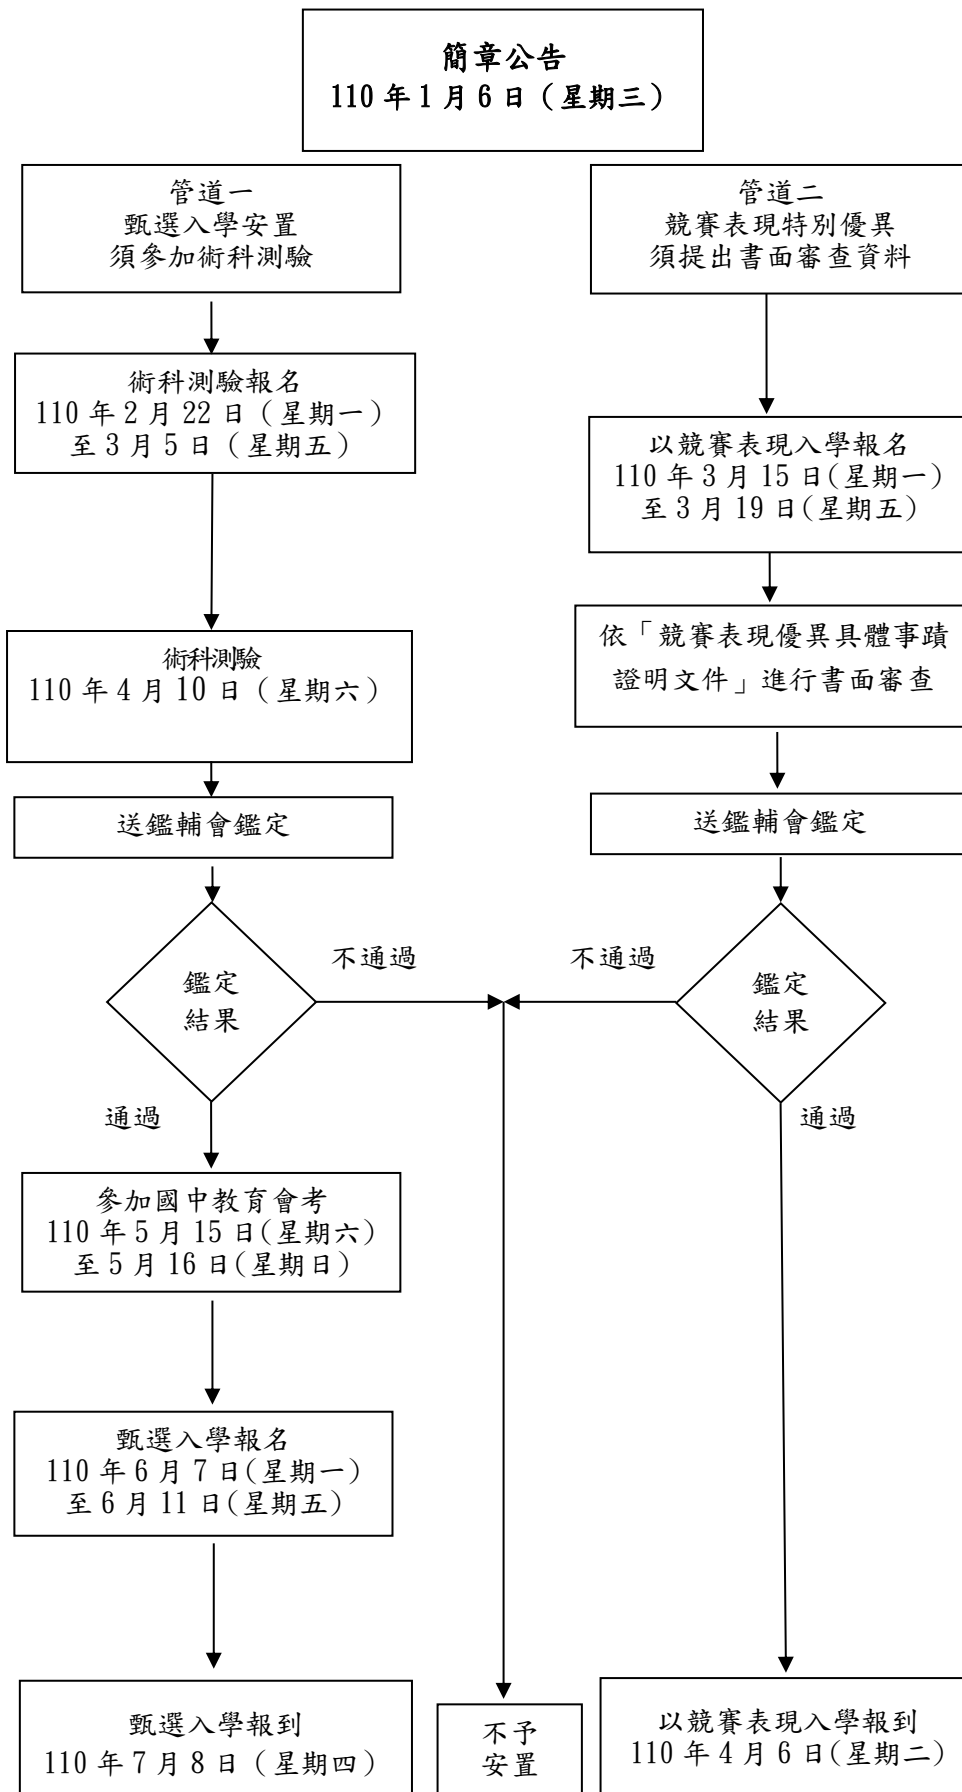 簡章公告
110 年 1 月 6 日（星期三）
管道一
甄選入學安置
須參加術科測驗
管道二
競賽表現特別優異
須提出書面審查資料
術科測驗報名
110 年 2 月 22 日（星期一）
至 3 月 5 日（星期五）
以競賽表現入學報名
110 年 3 月 15 日(星期一)
至 3 月 19 日(星期五)
術科測驗
110 年 4 月 10 日（星期六）
依「競賽表現優異具體事蹟
證明文件」進行書面審查
送鑑輔會鑑定
送鑑輔會鑑定
鑑定
結果
不通過
不通過
鑑定
結果
通過
通過
參加國中教育會考
110 年 5 月 15 日(星期六)
至 5 月 16 日(星期日)
甄選入學報名
110 年 6 月 7 日(星期一)
至 6 月 11 日(星期五)
甄選入學報到
110 年 7 月 8 日（星期四）
不予
安置
以競賽表現入學報到
110 年 4 月 6 日(星期二)